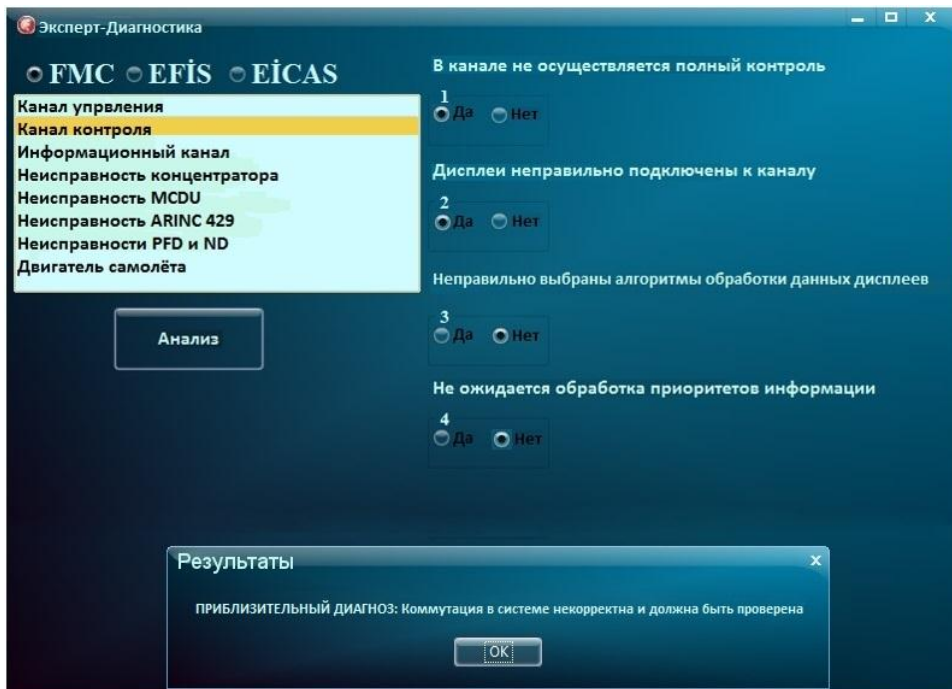 Эксперт-Диагностика
FMC EFİS EİCAS
Канал упрвления
Канал контроля
Информационный канал
Неисправность концентратора
Неисправность MCDU
Неисправность ARINC 429
Неисправности PFD и ND
Двигатель самолёта
Анализ
В канале не осуществляется полный контроль
1
Да Нет
Дисплеи неправильно подключены к каналу
2
Да Нет
Неправильно выбраны алгоритмы обработки данных дисплеев
3
Да Нет
Не ожидается обработка приоритетов информации
4
Да Нет
Результаты
ПРИБЛИЗИТЕЛЬНЫЙ ДИАГНОЗ: Коммутация в системе некорректна и должна быть проверена
OK